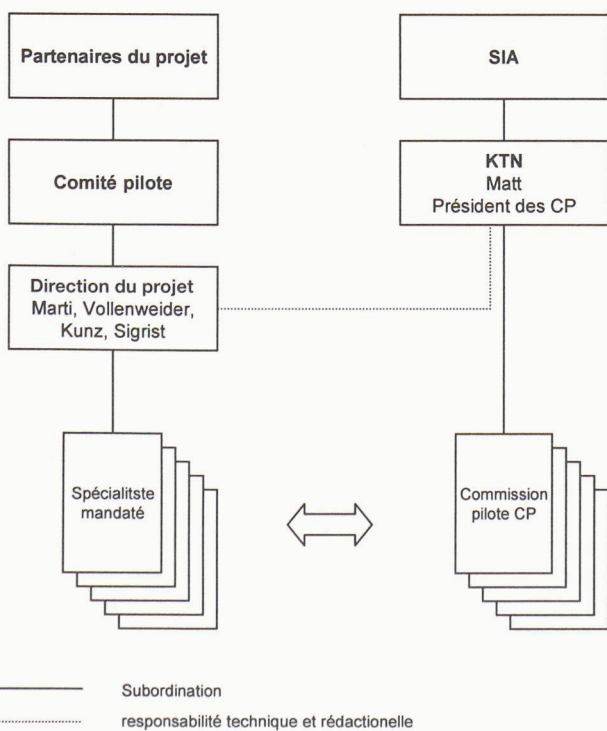 Partenaires du projet
SIA
Comité pilote
KTN
Matt
Président des CP
Direction du projet
Marti, Vollenweider,
Kunz, Sigrist
Spécialitste
mandaté
Commission
pilote CP
Subordination
responsabilité technique et rédactionelle